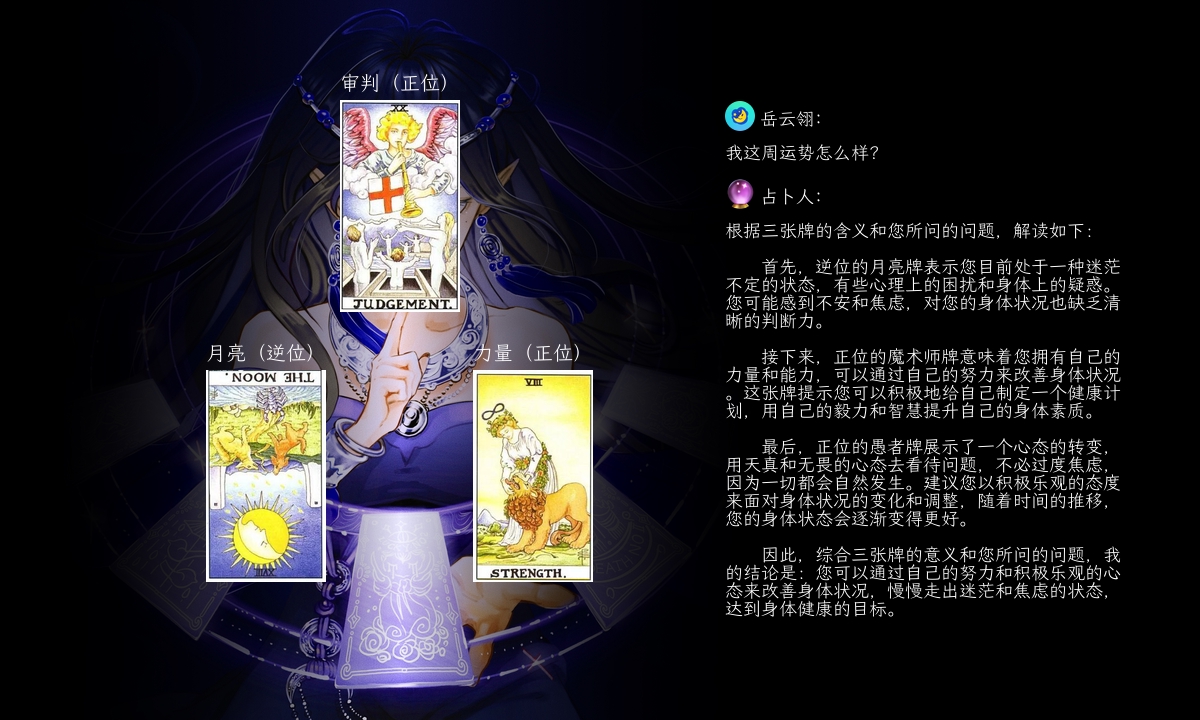 审判（正位）
XX
JUDGEMENT.
月亮（逆位）
THE MOON.
XVIII
力量（正位）
VIII
STRENGTH.
岳云翎：
我这周运势怎么样？
占卜人：
根据三张牌的含义和您所问的问题，解读如下：
首先，逆位的月亮牌表示您目前处于一种迷茫
不定的状态，有些心理上的困扰和身体上的疑惑。
您可能感到不安和焦虑，对您的身体状况也缺乏清
晰的判断力。
接下来，正位的魔术师牌意味着您拥有自己的
力量和能力，可以通过自己的努力来改善身体状况
。这张牌提示您可以积极地给自己制定一个健康计
划，用自己的毅力和智慧提升自己的身体素质。
最后，正位的愚者牌展示了一个心态的转变，
用天真和无畏的心态去看待问题，不必过度焦虑，
因为一切都会自然发生。建议您以积极乐观的态度
来面对身体状况的变化和调整，随着时间的推移，
您的身体状态会逐渐变得更好。
因此，综合三张牌的意义和您所问的问题，我
的结论是：您可以通过自己的努力和积极乐观的心
态来改善身体状况，慢慢走出迷茫和焦虑的状态，
达到身体健康的目标。